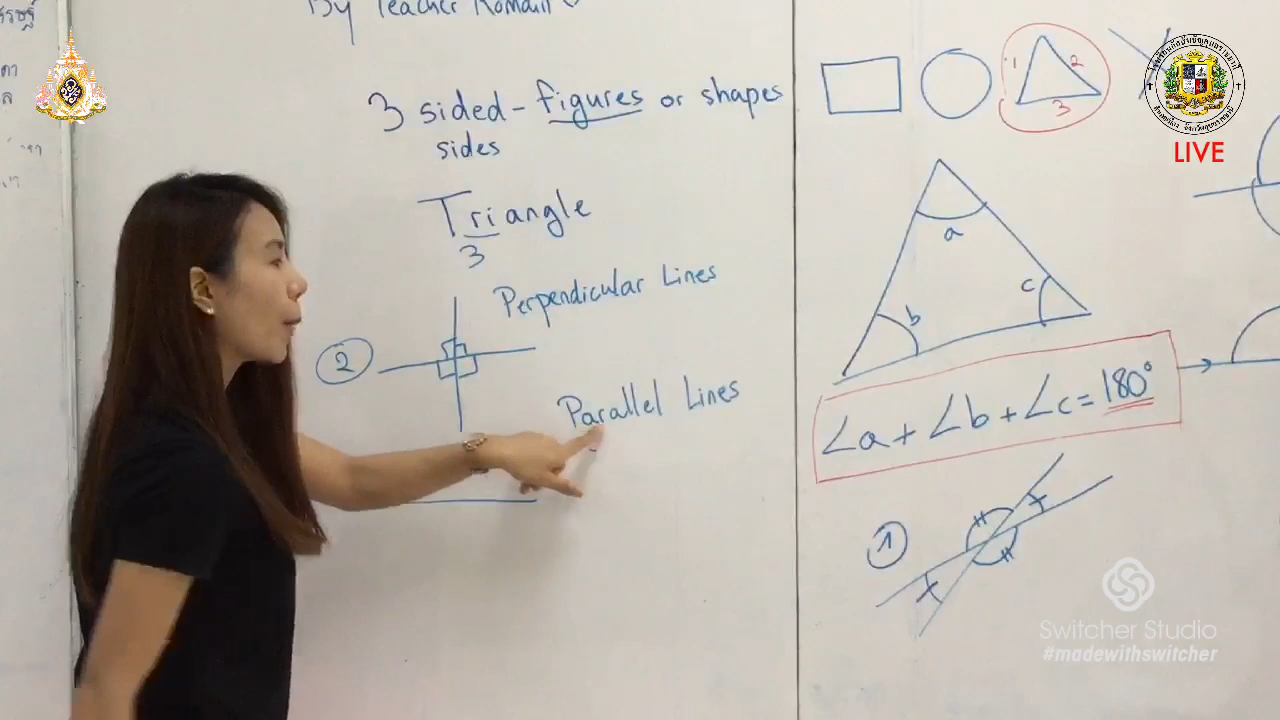 By Teacher Romain
3 sided - figures or shapes
sides
Triangle
3
Perpendicular Lines
2
Parallel Lines
1
2
3
a
b
c
∠a + ∠b + ∠c = 180°
1
LIVE
Switcher Studio
#madewithswitcher